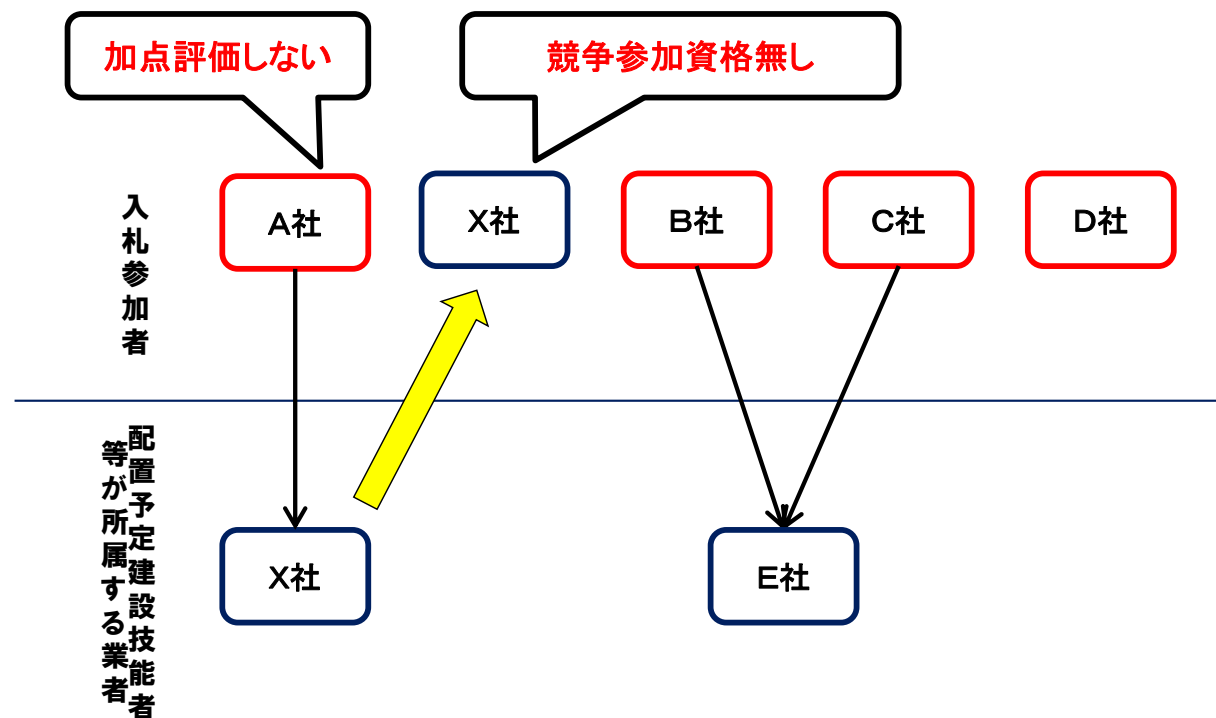 加点評価しない
競争参加資格無し
入札参加者
A社
X社
B社
C社
D社
配置予定建設技能者
等が所属する業者
X社
E社